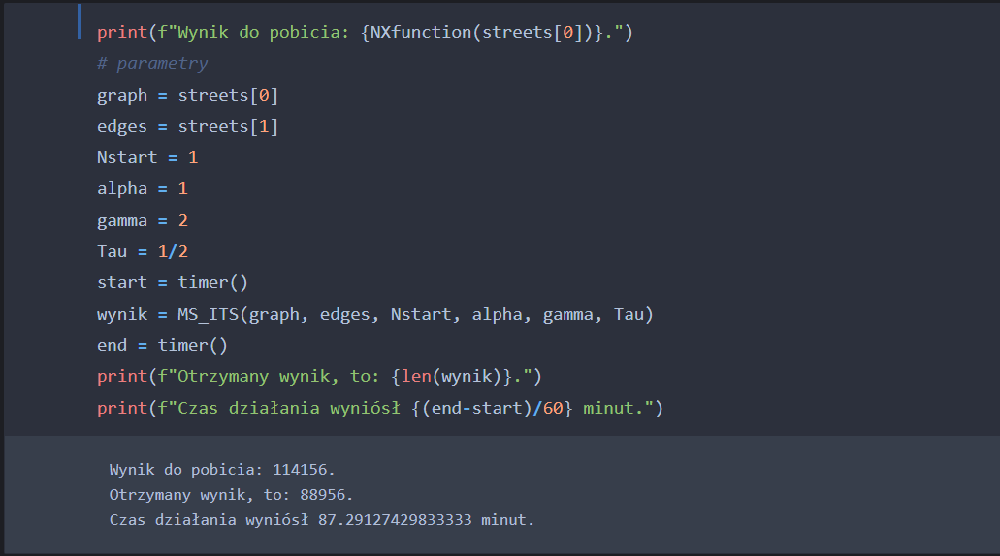 print(f"Wynik do pobicia: {NXfunction(streets[0])}.")
# parametry
graph = streets[0]
edges = streets[1]
Nstart = 1
alpha = 1
gamma = 2
Tau = 1/2
start = timer()
wynik = MS_ITS(graph, edges, Nstart, alpha, gamma, Tau)
end = timer()
print(f"Otrzymany wynik, to: {len(wynik)}.")
print(f"Czas działania wyniósł {(end-start)/60} minut.")
Wynik do pobicia: 114156.
Otrzymany wynik, to: 88956.
Czas działania wyniósł 87.29127429833333 minut.